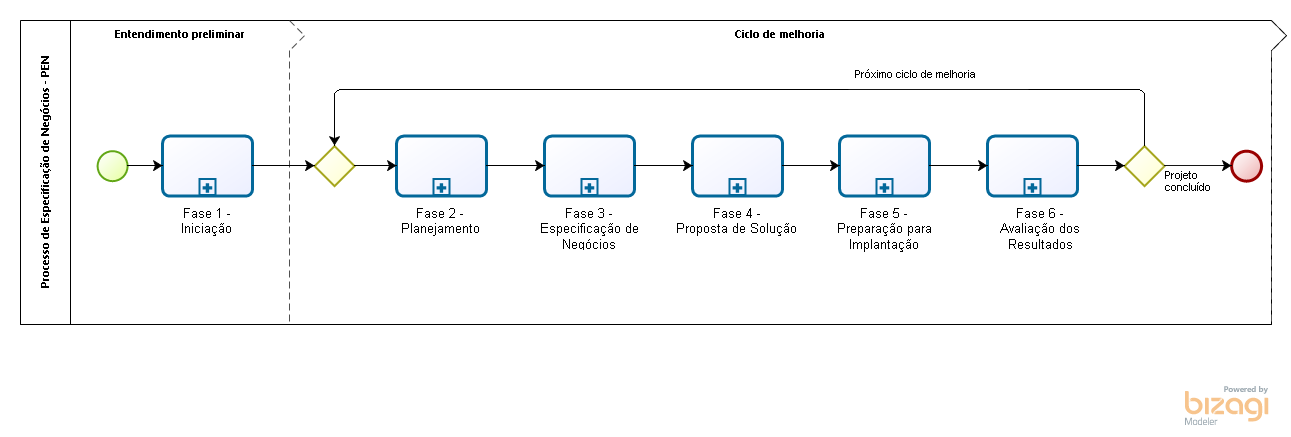 Processo de Especificação de Negócios - PEN
Entendimento preliminar
Ciclo de melhoria
Próximo ciclo de melhoria
Fase 1 -
Iniciação
Fase 2 -
Planejamento
Fase 3 -
Especificação de
Negócios
Fase 4 -
Proposta de Solução
Fase 5 -
Preparação para
Implantação
Fase 6 -
Avaliação dos
Resultados
Projeto
concluído
Powered by
bizagi
Modeler